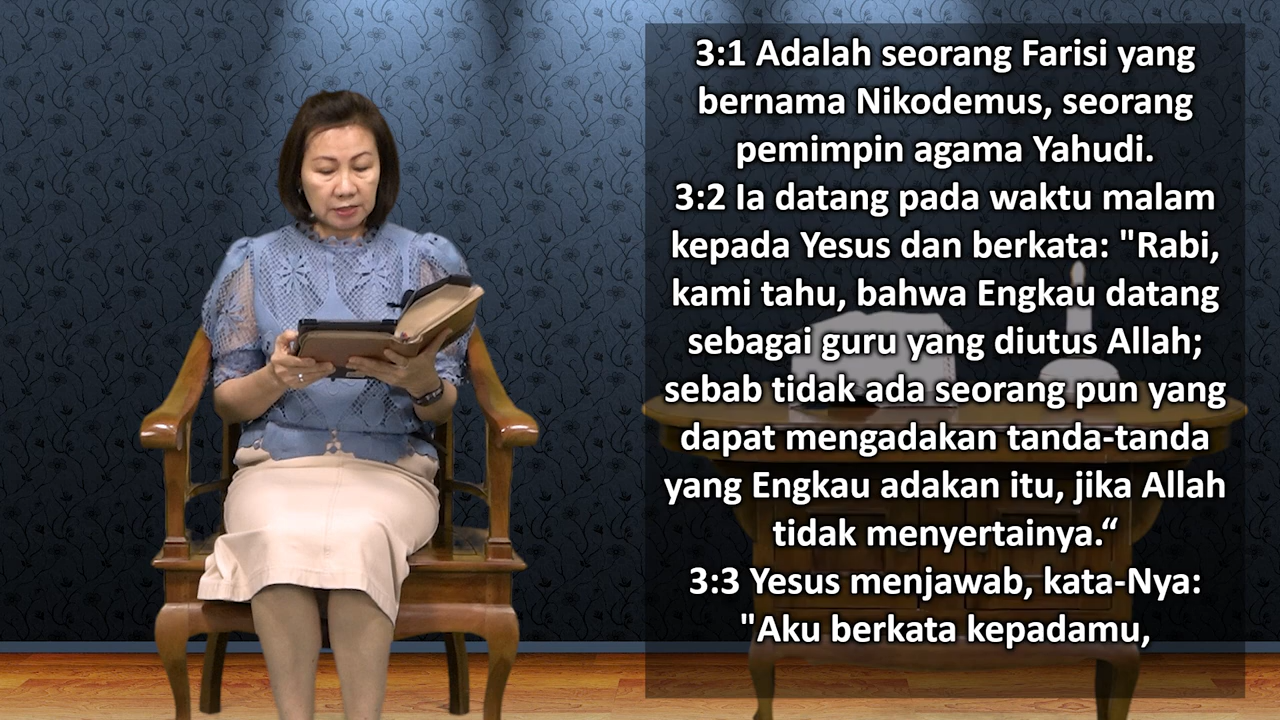 3:1 Adalah seorang Farisi yang
bernama Nikodemus, seorang
pemimpin agama Yahudi.
3:2 Ia datang pada waktu malam
kepada Yesus dan berkata: "Rabi,
kami tahu, bahwa Engkau datang
sebagai guru yang diutus Allah;
sebab tidak ada seorang pun yang
dapat mengadakan tanda-tanda
yang Engkau adakan itu, jika Allah
tidak menyertainya.“
3:3 Yesus menjawab, kata-Nya:
"Aku berkata kepadamu,